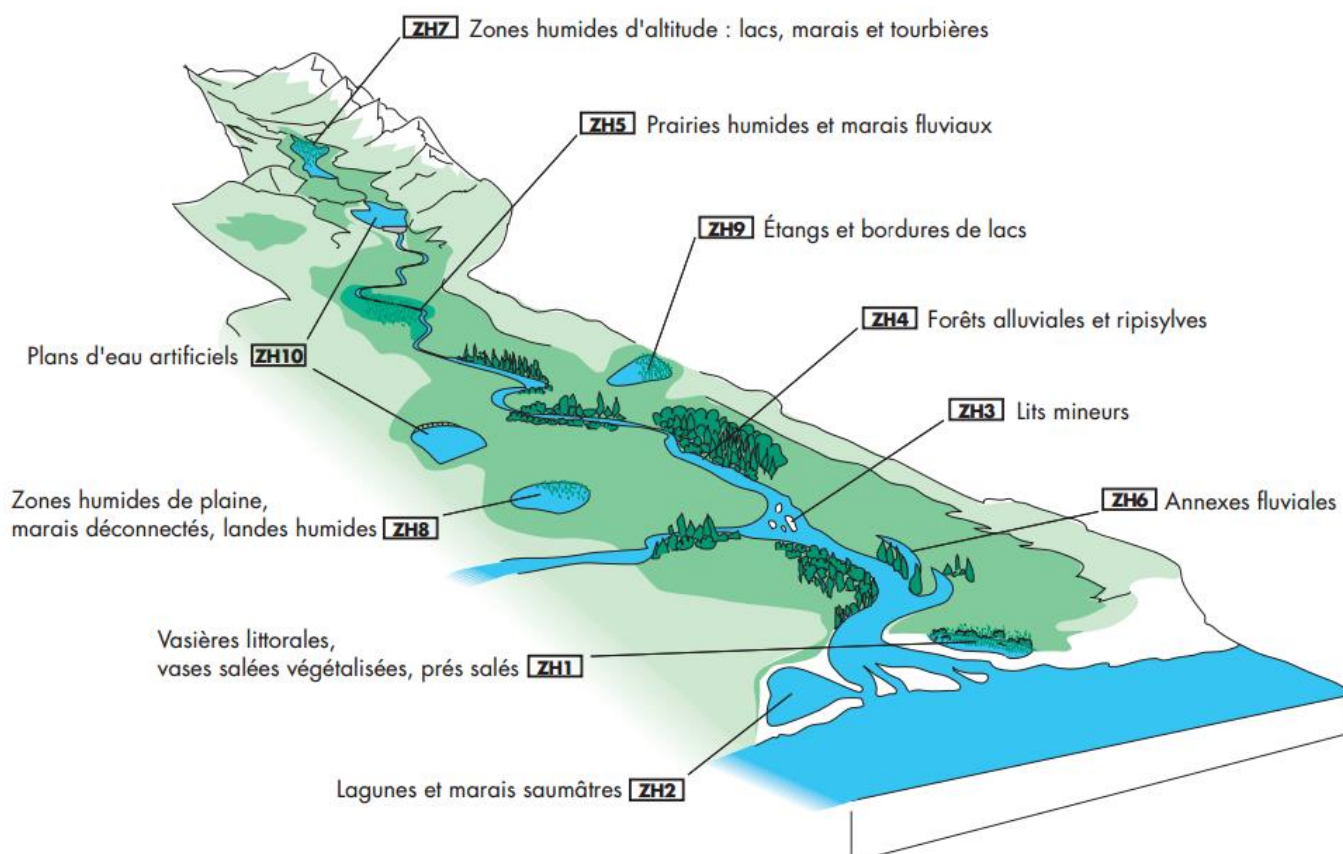 ZH7 Zones humides d'altitude : lacs, marais et tourbières
ZH5 Prairies humides et marais fluviaux
ZH9 Étangs et bordures de lacs
ZH4 Forêts alluviales et ripisylves
Plans d'eau artificiels ZH10
ZH3 Lits mineurs
Zones humides de plaine,
marais déconnectés, landes humides ZH8
ZH6 Annexes fluviales
Vasières littorales,
vases salées végétalisées, prés salés ZH1
Lagunes et marais saumâtres ZH2